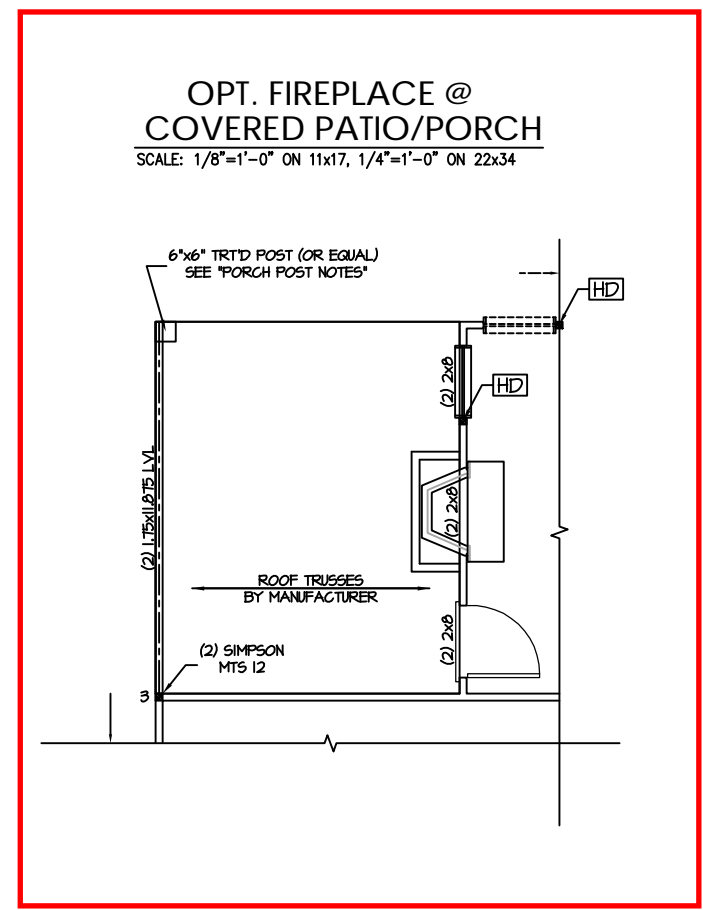 OPT. FIREPLACE @
COVERED PATIO/PORCH
SCALE: 1/8"=1'-0" ON 11x17, 1/4"=1'-0" ON 22x34
6"x6" TRT'D POST (OR EQUAL)
SEE "PORCH POST NOTES"
HD
(2) 2x8
HD
(2) 1.75x11.875 LVL
(2) 2x8
ROOF TRUSSES
BY MANUFACTURER
(2) 2x8
(2) SIMPSON
MTS 12
3